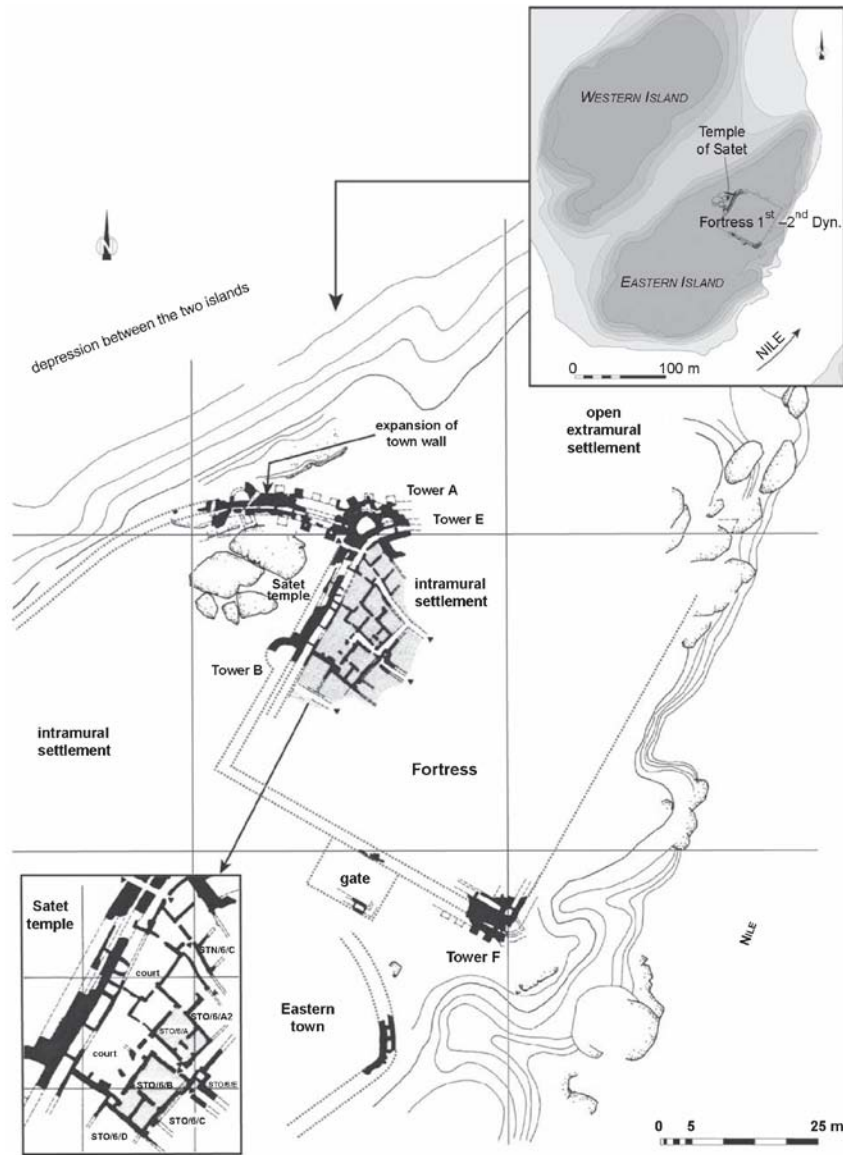 WESTERN ISLAND
Temple
of Satet
Fortress 1st –2nd Dyn.
EASTERN ISLAND
NILE
0 100 m
N
depression between the two islands
expansion of
town wall
open
extramural
settlement
Tower A
Tower E
Satet
temple
intramural
settlement
Tower B
intramural
settlement
Fortress
gate
Tower F
NILE
Eastern
town
0 5 25 m
Satet
temple
STN/6/C
court
STO/6/A2
STO/6/A
court
STO/6/B
STO/6/E
STO/6/C
STO/6/D